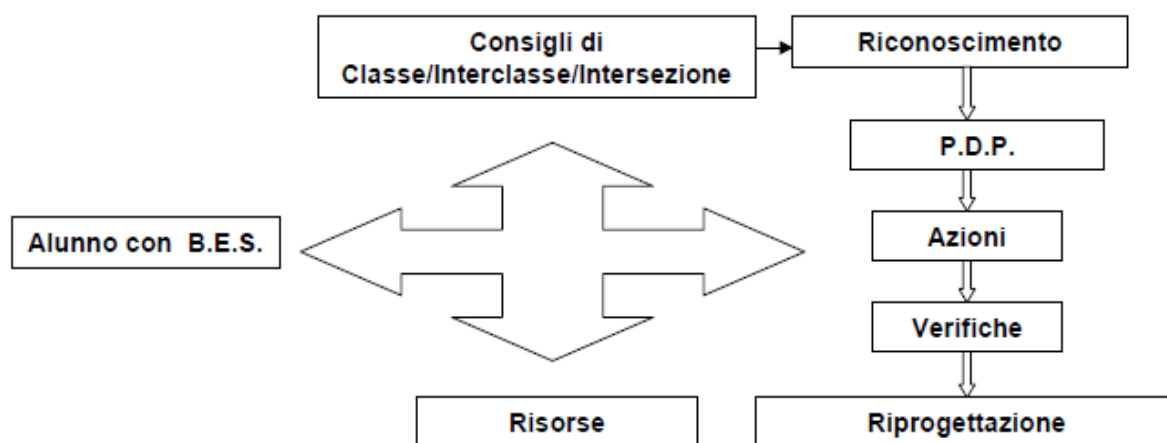 Consigli di
Classe/Interclasse/Intersezione
Riconoscimento
P.D.P.
Alunno con B.E.S.
Azioni
Verifiche
Risorse
Riprogettazione